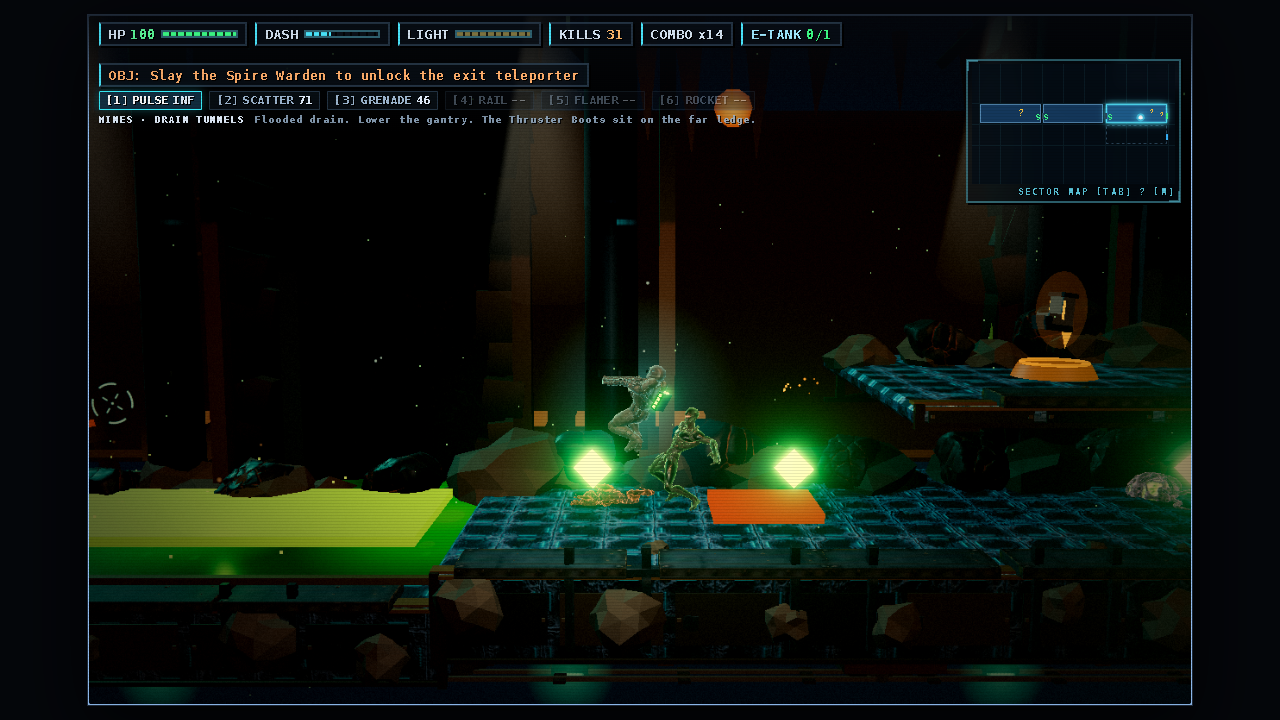 HP 100 DASH LIGHT KILLS 31 COMBO x14 E-TANK 0/1
OBJ: Slay the Spire Warden to unlock the exit teleporter
[1] PULSE INF [2] SCATTER 71 [3] GRENADE 46 [4] RAIL -- [5] FLAMER -- [6] ROCKET --
MINES · DRAIN TUNNELS Flooded drain. Lower the gantry. The Thruster Boots sit on the far ledge.
? S S S ? ?
SECTOR MAP [TAB] ? [M]